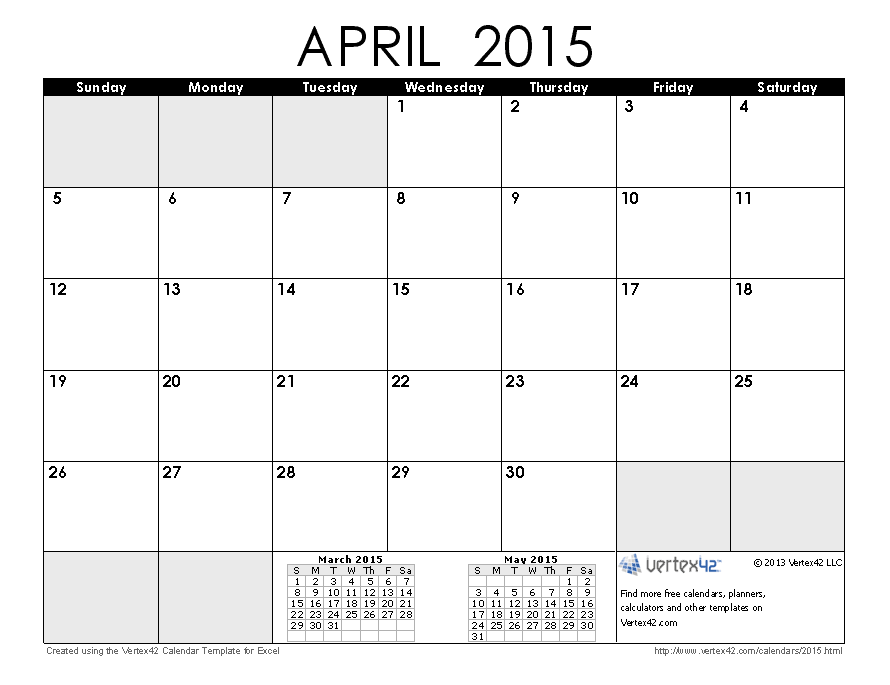 APRIL 2015
Sunday Monday Tuesday Wednesday Thursday Friday Saturday
1 2 3 4
5 6 7 8 9 10 11
12 13 14 15 16 17 18
19 20 21 22 23 24 25
26 27 28 29 30
March 2015
S M T W Th F Sa
1 2 3 4 5 6 7
8 9 10 11 12 13 14
15 16 17 18 19 20 21
22 23 24 25 26 27 28
29 30 31
May 2015
S M T W Th F Sa
1 2
3 4 5 6 7 8 9
10 11 12 13 14 15 16
17 18 19 20 21 22 23
24 25 26 27 28 29 30
31
vertex42™ © 2013 Vertex42 LLC
Find more free calendars, planners,
calculators and other templates on
Vertex42.com
Created using the Vertex42 Calendar Template for Excel
http://www.vertex42.com/calendars/2015.html